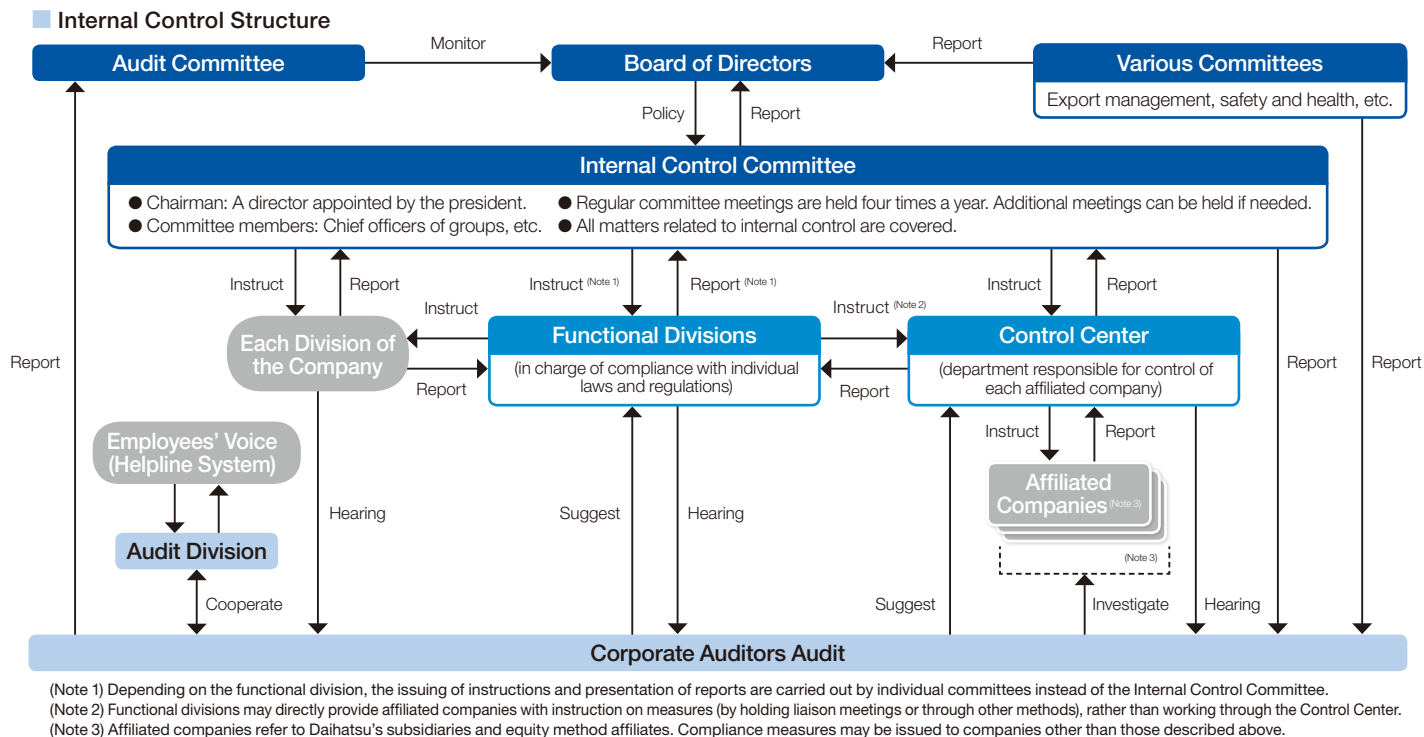 Internal Control Structure
Monitor
Report
Audit Committee
Board of Directors
Various Committees
Export management, safety and health, etc.
Policy
Report
Internal Control Committee
● Chairman: A director appointed by the president.
● Regular committee meetings are held four times a year. Additional meetings can be held if needed.
● Committee members: Chief officers of groups, etc.
● All matters related to internal control are covered.
Instruct
Report
Instruct (Note 1)
Report (Note 1)
Instruct
Report
Instruct
Instruct (Note 2)
Each Division of
the Company
Functional Divisions
(in charge of compliance with individual
laws and regulations)
Control Center
(department responsible for control of
each affiliated company)
Report
Report
Report
Report
Report
Instruct
Report
Employees' Voice
(Helpline System)
Affiliated
Companies (Note 3)
Hearing
Suggest
Hearing
Audit Division
(Note 3)
Cooperate
Suggest
Investigate
Hearing
Corporate Auditors Audit
(Note 1) Depending on the functional division, the issuing of instructions and presentation of reports are carried out by individual committees instead of the Internal Control Committee.
(Note 2) Functional divisions may directly provide affiliated companies with instruction on measures (by holding liaison meetings or through other methods), rather than working through the Control Center.
(Note 3) Affiliated companies refer to Daihatsu's subsidiaries and equity method affiliates. Compliance measures may be issued to companies other than those described above.